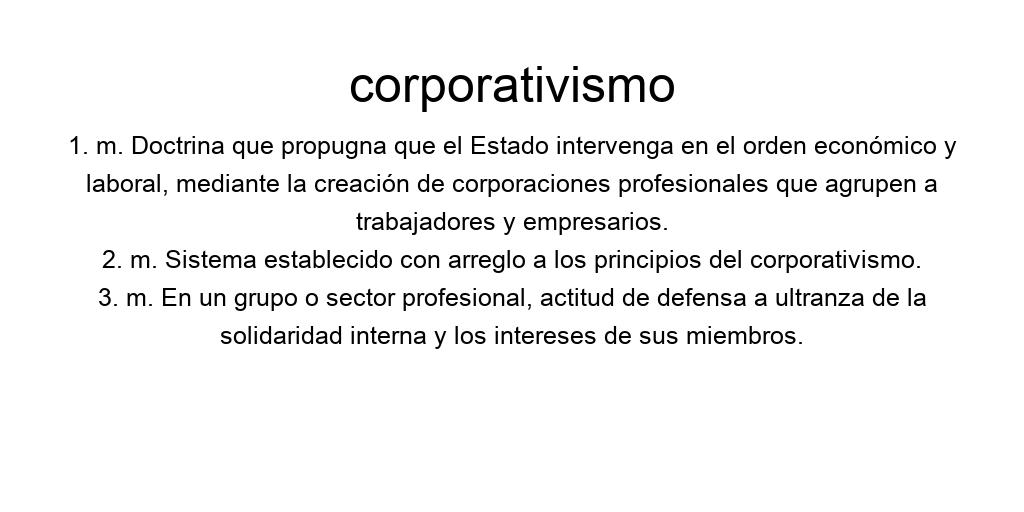 corporativismo
1. m. Doctrina que propugna que el Estado intervenga en el orden económico y
laboral, mediante la creación de corporaciones profesionales que agrupen a
trabajadores y empresarios.
2. m. Sistema establecido con arreglo a los principios del corporativismo.
3. m. En un grupo o sector profesional, actitud de defensa a ultranza de la
solidaridad interna y los intereses de sus miembros.